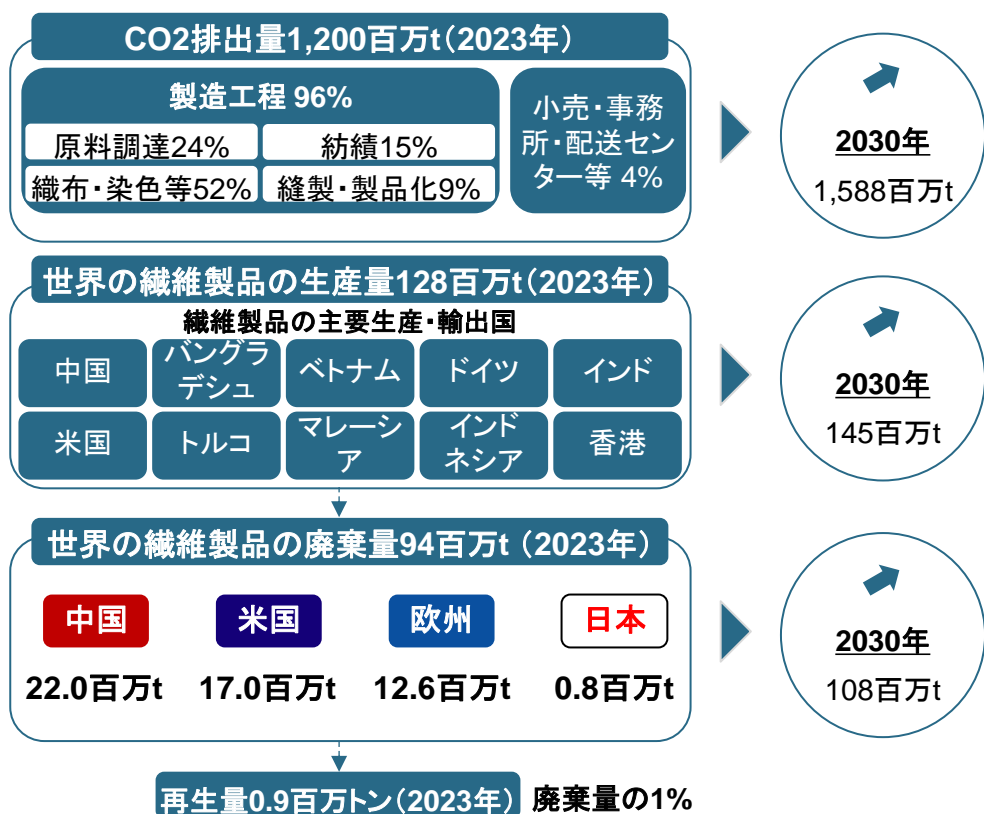 CO2排出量1,200百万t（2023年）
製造工程 96%
原料調達24%
紡績15%
織布・染色等52%
縫製・製品化9%
小売・事務
所・配送セン
ター等 4%
2030年
1,588百万t
世界の繊維製品の生産量128百万t（2023年）
繊維製品の主要生産・輸出国
中国
バングラ
デシュ
ベトナム
ドイツ
インド
米国
トルコ
マレーシ
ア
インド
ネシア
香港
2030年
145百万t
世界の繊維製品の廃棄量94百万t （2023年）
中国
米国
欧州
日本
22.0百万t
17.0百万t
12.6百万t
0.8百万t
2030年
108百万t
再生量0.9百万トン（2023年）
廃棄量の1%